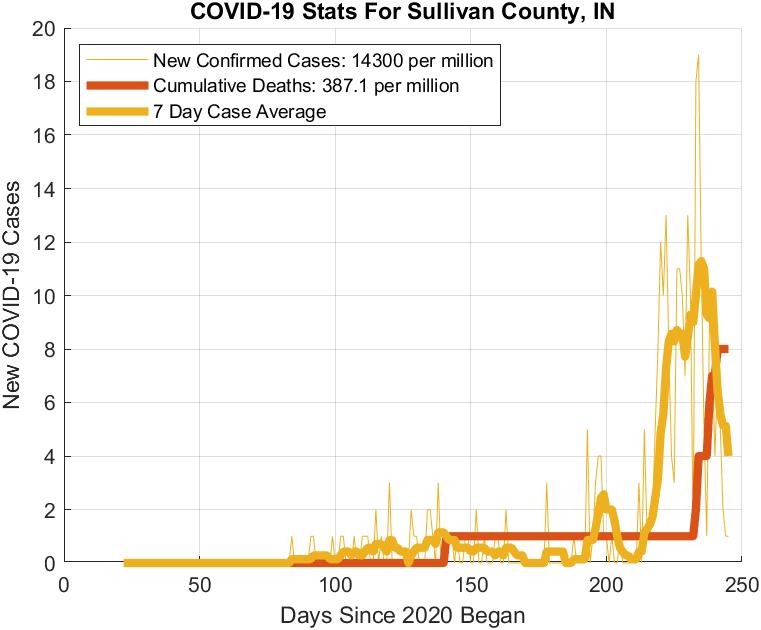 COVID-19 Stats For Sullivan County, IN
New Confirmed Cases: 14300 per million
Cumulative Deaths: 387.1 per million
7 Day Case Average
New COVID-19 Cases
20
18
16
14
12
10
8
6
4
2
0
0 50 100 150 200 250
Days Since 2020 Began